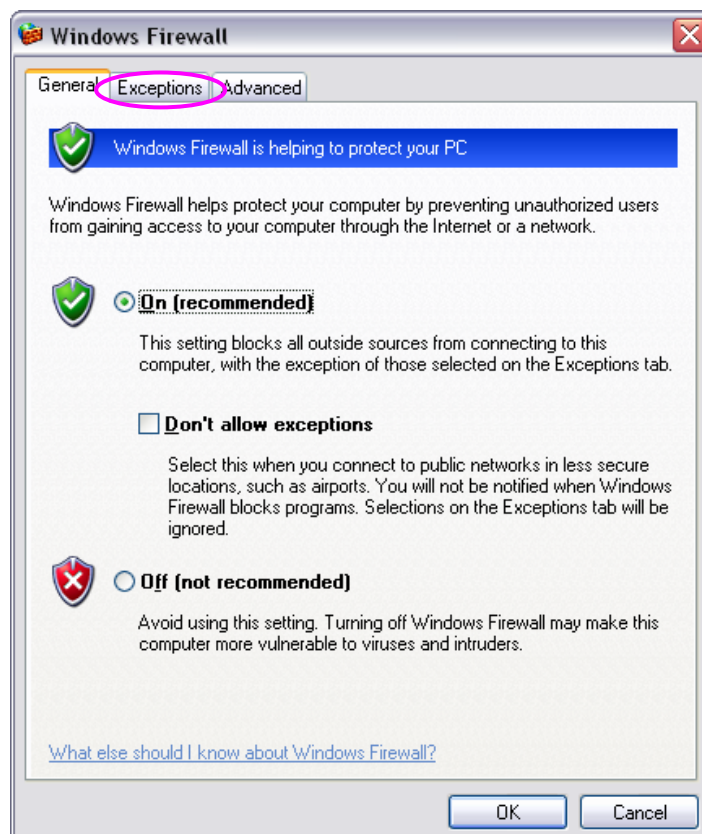 Windows Firewall
General Exceptions Advanced
Windows Firewall is helping to protect your PC
Windows Firewall helps protect your computer by preventing unauthorized users
from gaining access to your computer through the Internet or a network.
On (recommended)
This setting blocks all outside sources from connecting to this
computer, with the exception of those selected on the Exceptions tab.
Don't allow exceptions
Select this when you connect to public networks in less secure
locations, such as airports. You will not be notified when Windows
Firewall blocks programs. Selections on the Exceptions tab will be
ignored.
Off (not recommended)
Avoid using this setting. Turning off Windows Firewall may make this
computer more vulnerable to viruses and intruders.
What else should I know about Windows Firewall?
OK Cancel